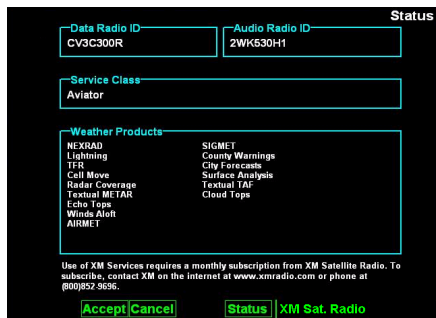 Status
Data Radio ID
CV3C300R
Audio Radio ID
2WK530H1
Service Class
Aviator
Weather Products
NEXRAD
Lightning
TFR
Cell Move
Radar Coverage
Textual METAR
Echo Tops
Winds Aloft
AIRMET
SIGMET
County Warnings
City Forecasts
Surface Analysis
Textual TAF
Cloud Tops
Use of XM Services requires a monthly subscription from XM Satellite Radio. To
subscribe, contact XM on the internet at www.xmradio.com or phone at
(800)852-9696.
Accept Cancel Status XM Sat. Radio